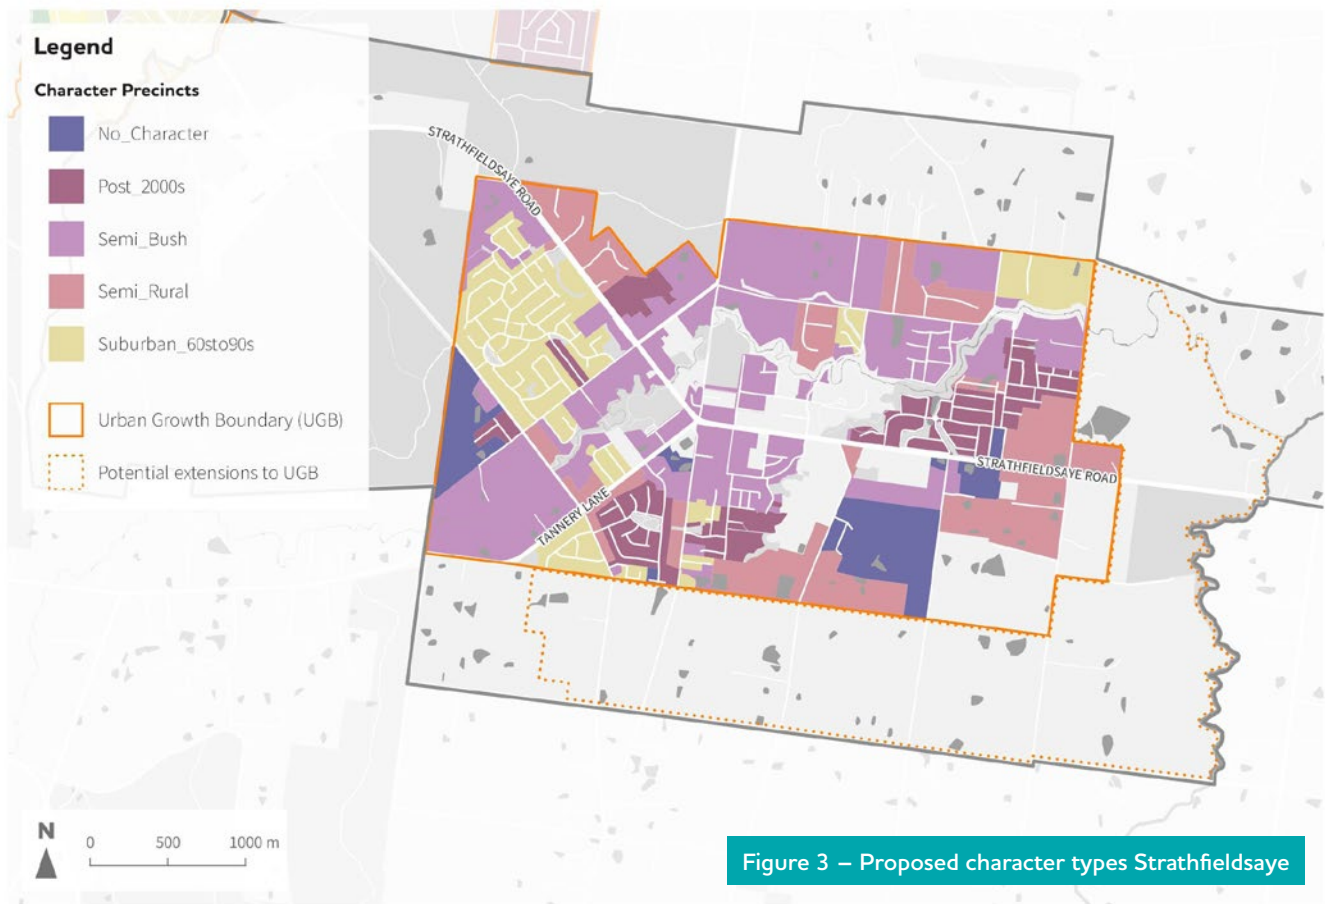 Legend
Character Precincts
No_Character
Post_2000s
Semi_Bush
Semi_Rural
Suburban_60sto90s
Urban Growth Boundary (UGB)
Potential extensions to UGB
STRATHFIELDSAYE ROAD
STRATHFIELDSAYE ROAD
TANNERY LANE
N
0 500 1000 m
Figure 3 – Proposed character types Strathfieldsaye